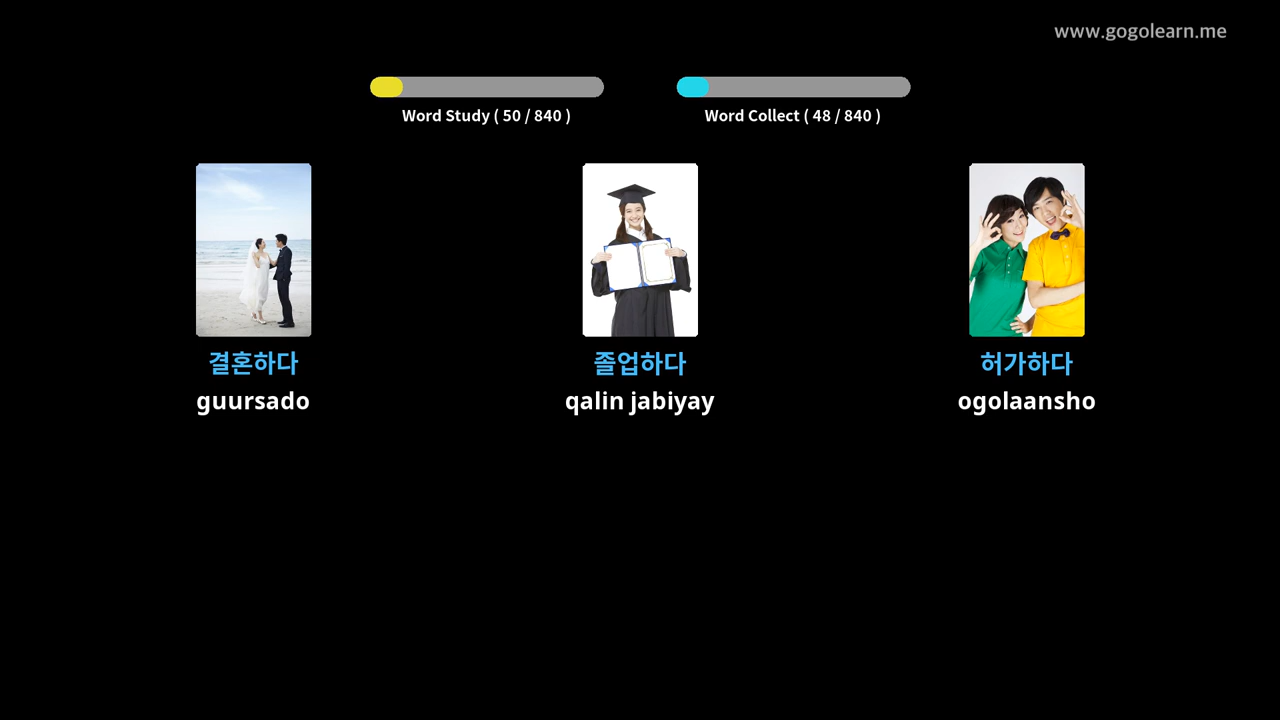 www.gogolearn.me
Word Study ( 50 / 840 )
Word Collect ( 48 / 840 )
결혼하다
졸업하다
허가하다
guursado
qalin jabiyay
ogolaansho